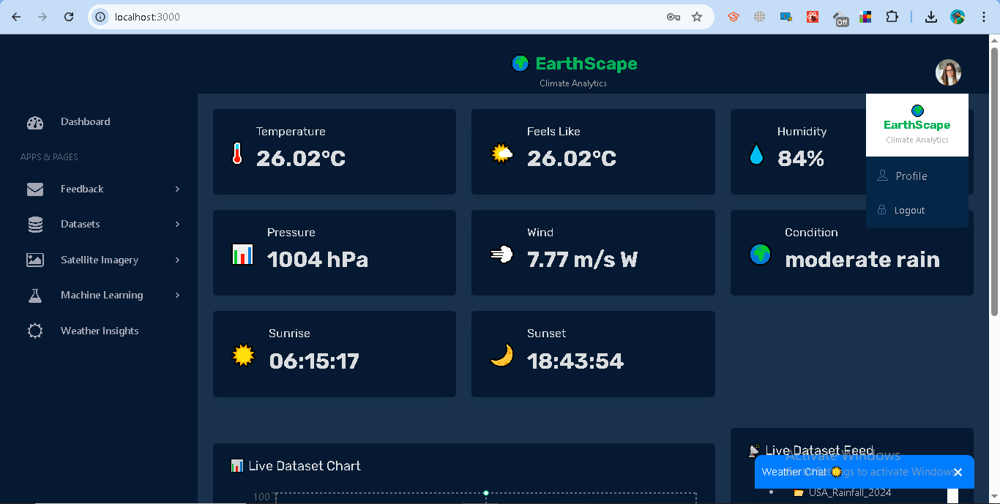 localhost:3000
Off
EarthScape
Climate Analytics
EarthScape
Climate Analytics
Profile
Logout
Dashboard
APPS & PAGES
Feedback
Datasets
Satellite Imagery
Machine Learning
Weather Insights
Temperature
26.02°C
Feels Like
26.02°C
Humidity
84%
Pressure
1004 hPa
Wind
7.77 m/s W
Condition
moderate rain
Sunrise
06:15:17
Sunset
18:43:54
Live Dataset Chart
100
Live Dataset Feed
Activate Windows
Go to Settings to activate Windows.
Weather Chat
USA_Rainfall_2024